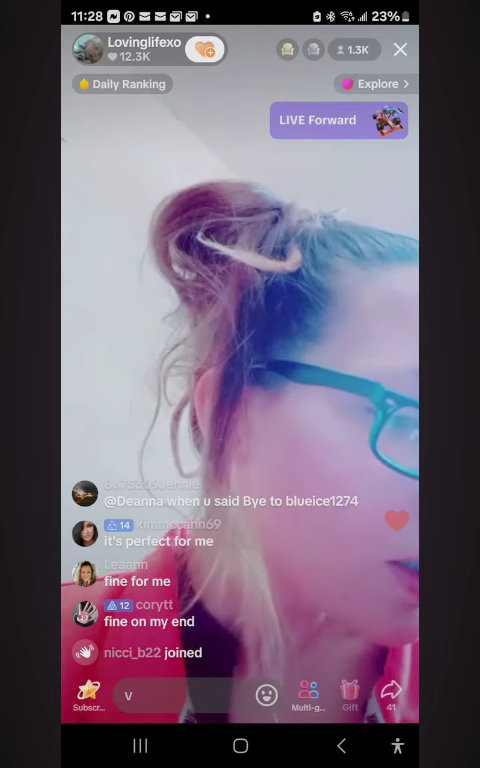 11:28
23%
Lovinglifexo
12.3K
1.3K
Daily Ranking
Explore >
LIVE Forward
@Deanna when u said Bye to blueice1274
14 kimmccann69
it's perfect for me
Leaann
fine for me
12 corytt
fine on my end
nicci_b22 joined
Subscr...
v
Multi-g...
Gift
41